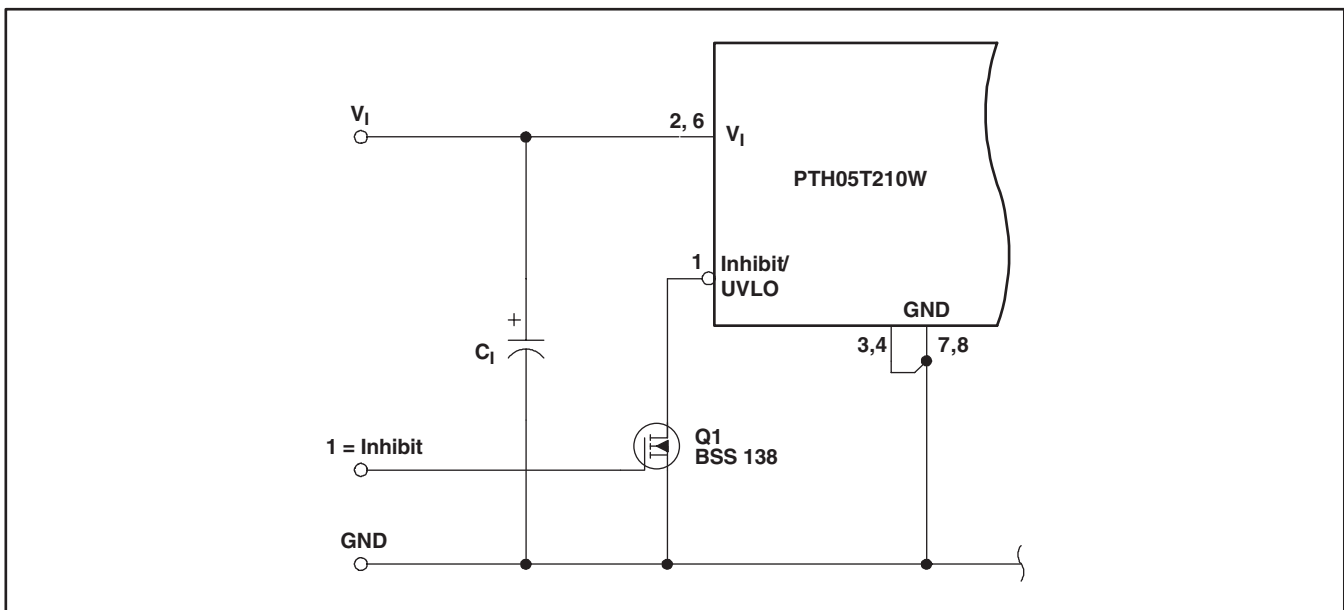 V_I
2, 6
V_I
PTH05T210W
1
Inhibit/
UVLO
GND
3,4
7,8
+
C_I
Q1
BSS 138
1 = Inhibit
GND